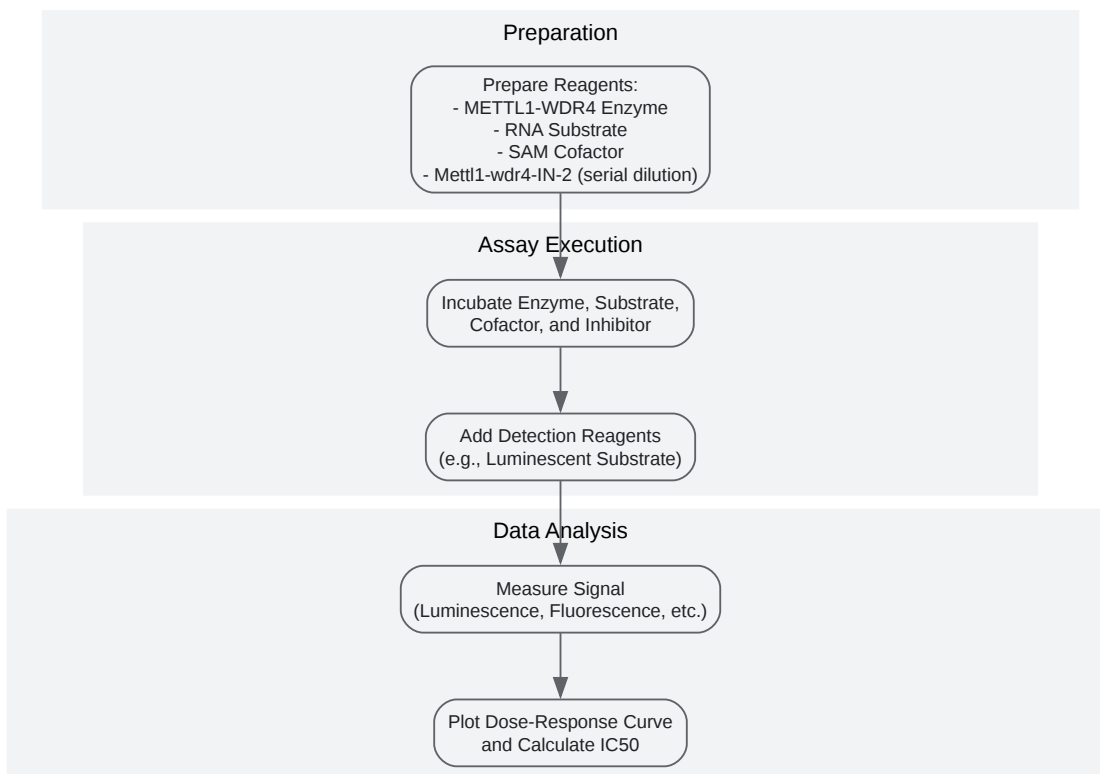 Preparation
Prepare Reagents:
- METTL1-WDR4 Enzyme
- RNA Substrate
- SAM Cofactor
- Mettl1-wdr4-IN-2 (serial dilution)
Assay Execution
Incubate Enzyme, Substrate,
Cofactor, and Inhibitor
Add Detection Reagents
(e.g., Luminescent Substrate)
Data Analysis
Measure Signal
(Luminescence, Fluorescence, etc.)
Plot Dose-Response Curve
and Calculate IC50